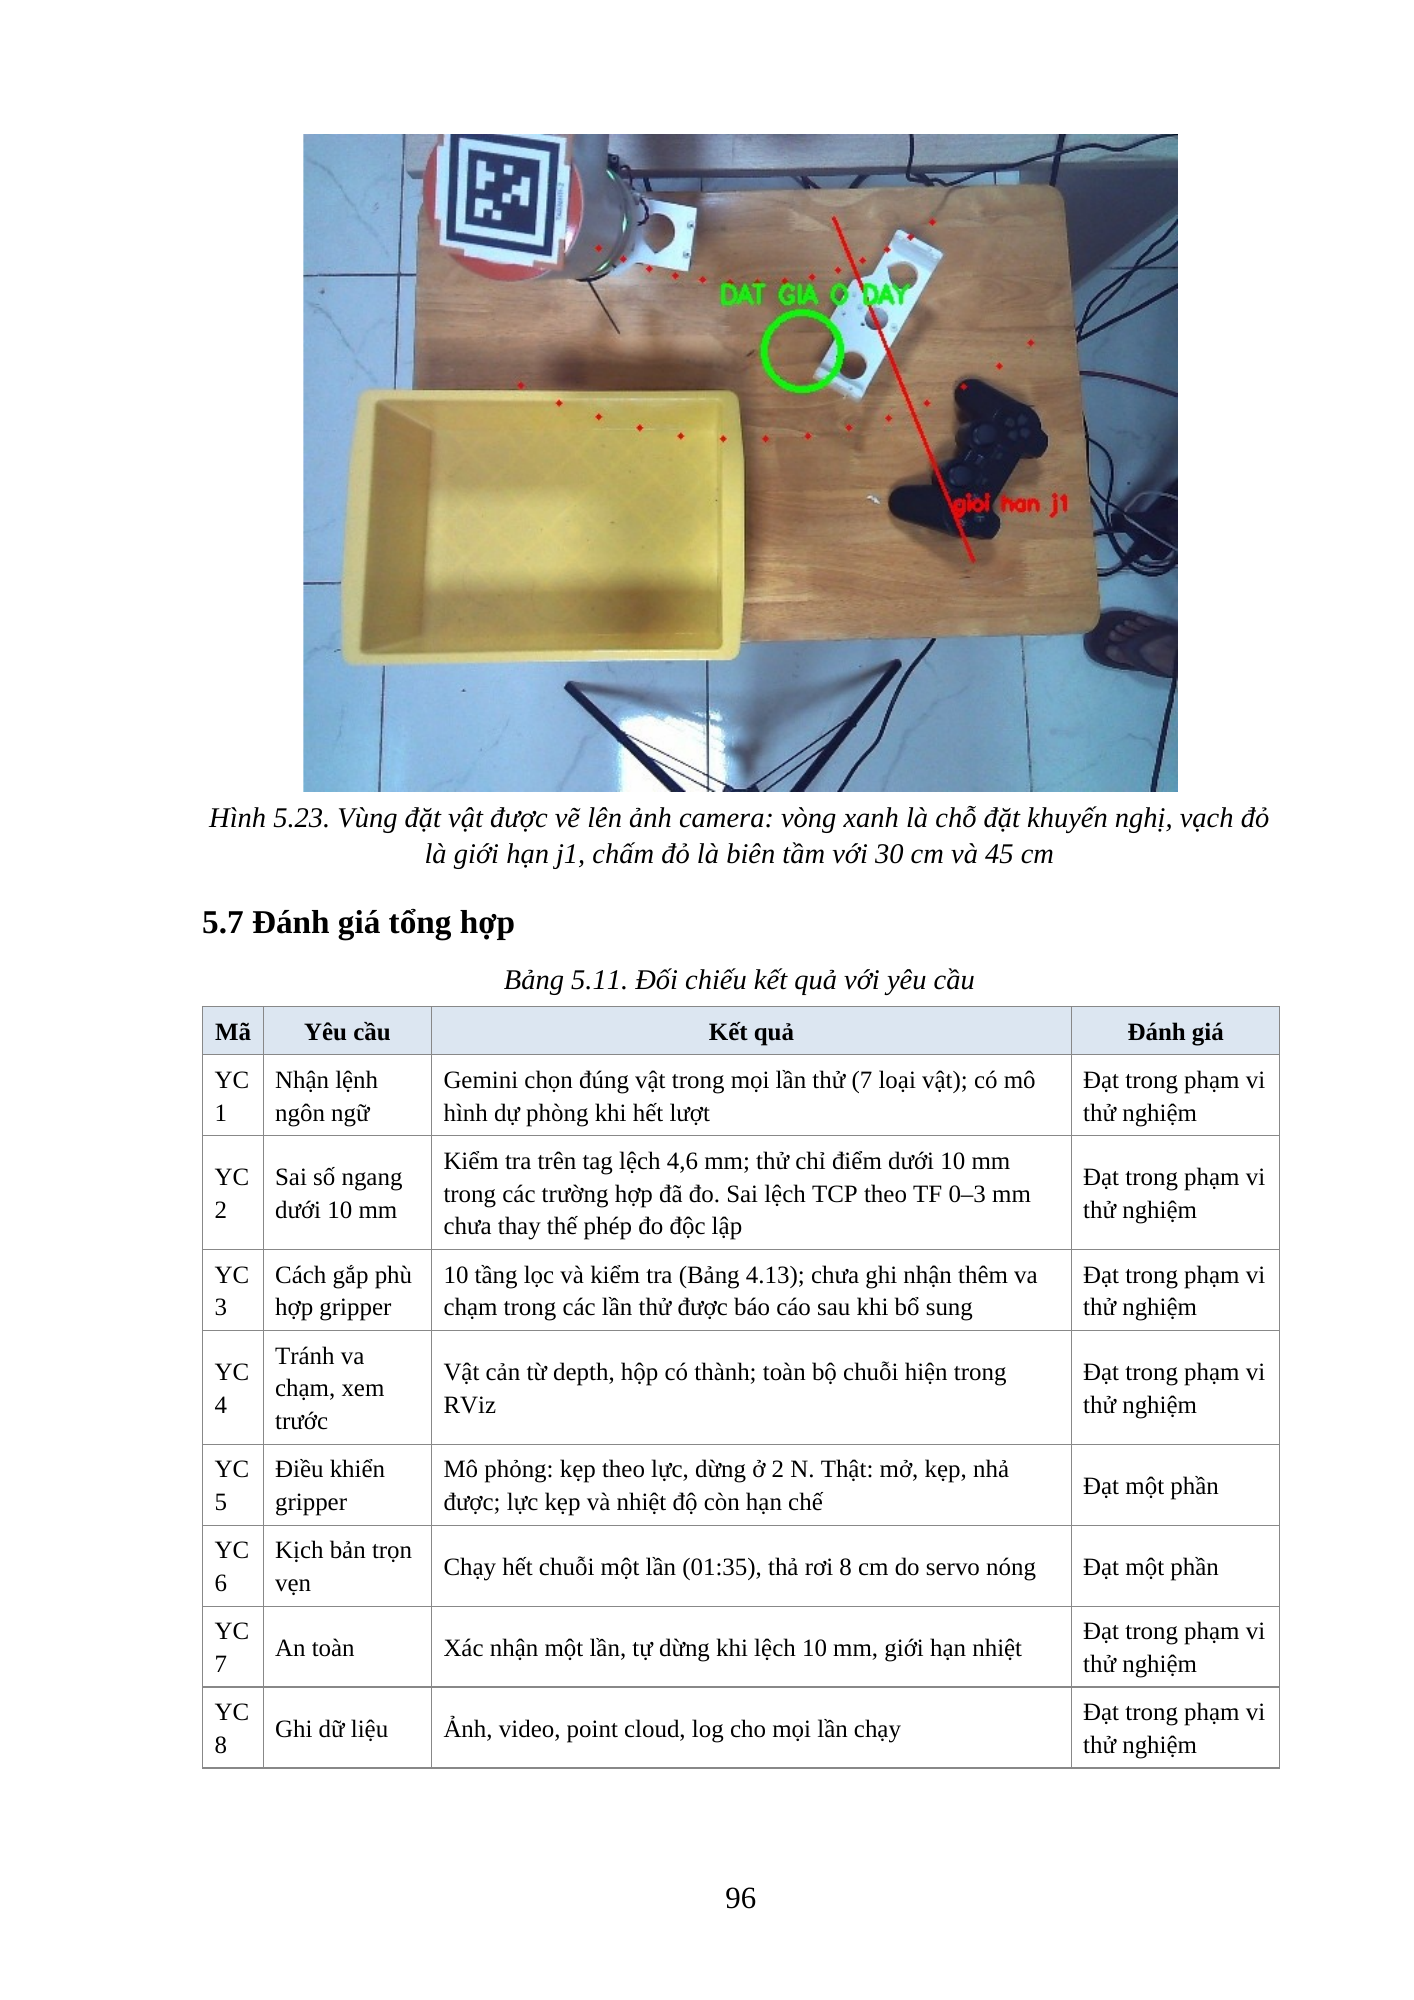 DAT GIA O DAY
gioi han j1
Hình 5.23. Vùng đặt vật được vẽ lên ảnh camera: vòng xanh là chỗ đặt khuyến nghị, vạch đỏ
là giới hạn j1, chấm đỏ là biên tầm với 30 cm và 45 cm
5.7 Đánh giá tổng hợp
Bảng 5.11. Đối chiếu kết quả với yêu cầu
Mã Yêu cầu Kết quả Đánh giá
YC
1
Nhận lệnh
ngôn ngữ
Gemini chọn đúng vật trong mọi lần thử (7 loại vật); có mô
hình dự phòng khi hết lượt
Đạt trong phạm vi
thử nghiệm
YC
2
Sai số ngang
dưới 10 mm
Kiểm tra trên tag lệch 4,6 mm; thử chỉ điểm dưới 10 mm
trong các trường hợp đã đo. Sai lệch TCP theo TF 0–3 mm
chưa thay thế phép đo độc lập
Đạt trong phạm vi
thử nghiệm
YC
3
Cách gắp phù
hợp gripper
10 tầng lọc và kiểm tra (Bảng 4.13); chưa ghi nhận thêm va
chạm trong các lần thử được báo cáo sau khi bổ sung
Đạt trong phạm vi
thử nghiệm
YC
4
Tránh va
chạm, xem
trước
Vật cản từ depth, hộp có thành; toàn bộ chuỗi hiện trong
RViz
Đạt trong phạm vi
thử nghiệm
YC
5
Điều khiển
gripper
Mô phỏng: kẹp theo lực, dừng ở 2 N. Thật: mở, kẹp, nhả
được; lực kẹp và nhiệt độ còn hạn chế
Đạt một phần
YC
6
Kịch bản trọn
vẹn
Chạy hết chuỗi một lần (01:35), thả rơi 8 cm do servo nóng
Đạt một phần
YC
7
An toàn
Xác nhận một lần, tự dừng khi lệch 10 mm, giới hạn nhiệt
Đạt trong phạm vi
thử nghiệm
YC
8
Ghi dữ liệu
Ảnh, video, point cloud, log cho mọi lần chạy
Đạt trong phạm vi
thử nghiệm
96